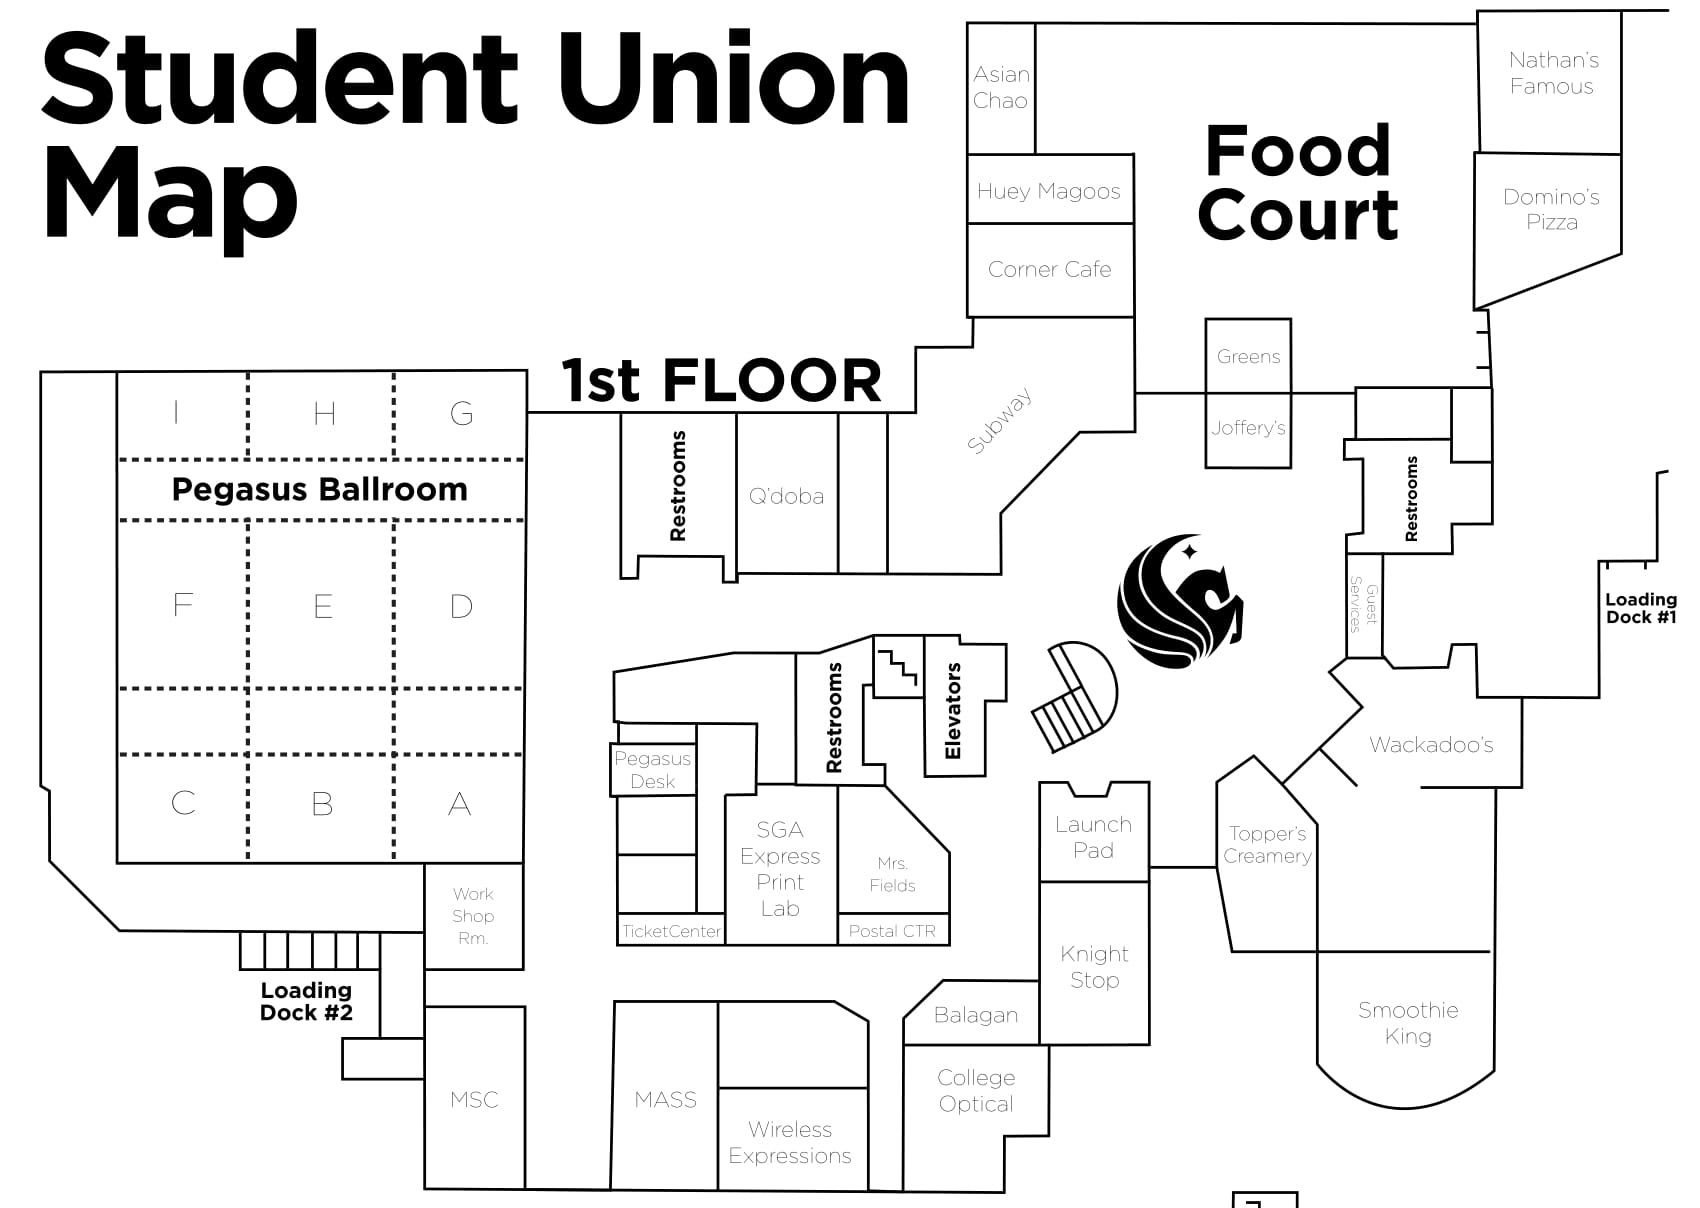 Student Union
Map
Asian
Chao
Nathan's
Famous
Food
Court
Huey Magoos
Domino's
Pizza
Corner Cafe
Greens
1st FLOOR
Subway
Joffery's
I
H
G
Pegasus Ballroom
Restrooms
Q'doba
Restrooms
F
E
D
Guest
Services
Loading
Dock #1
Restrooms
Elevators
Pegasus
Desk
Wackadoo's
C
B
A
SGA
Express
Print
Lab
Mrs.
Fields
Launch
Pad
Topper's
Creamery
Work
Shop
Rm.
TicketCenter
Postal CTR
Knight
Stop
Loading
Dock #2
Balagan
Smoothie
King
MSC
MASS
College
Optical
Wireless
Expressions